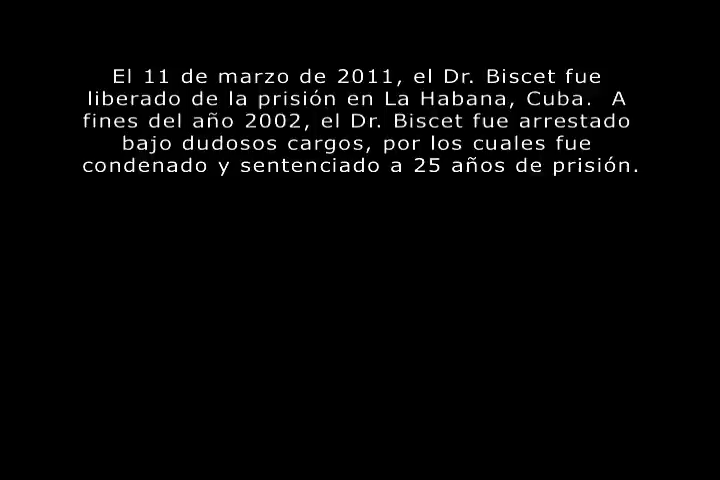 El 11 de marzo de 2011, el Dr. Biscet fue
liberado de la prisión en La Habana, Cuba.  A
fines del año 2002, el Dr. Biscet fue arrestado
bajo dudosos cargos, por los cuales fue
condenado y sentenciado a 25 años de prisión.